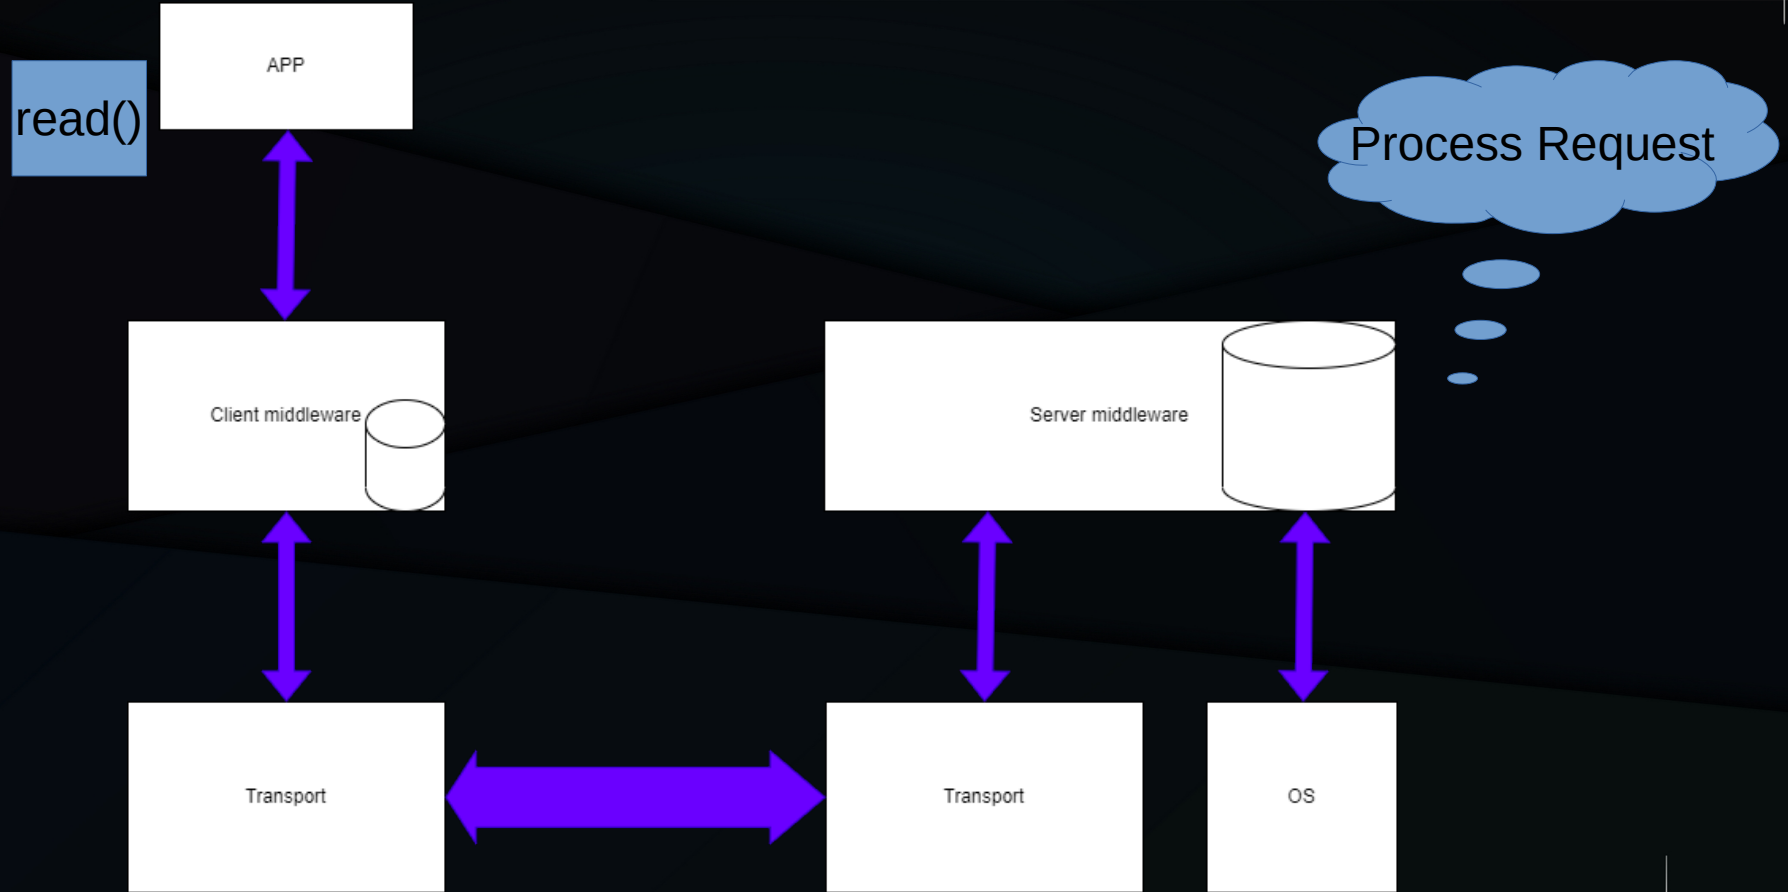 APP
read()
Process Request
Client middleware
Server middleware
Transport
Transport
OS